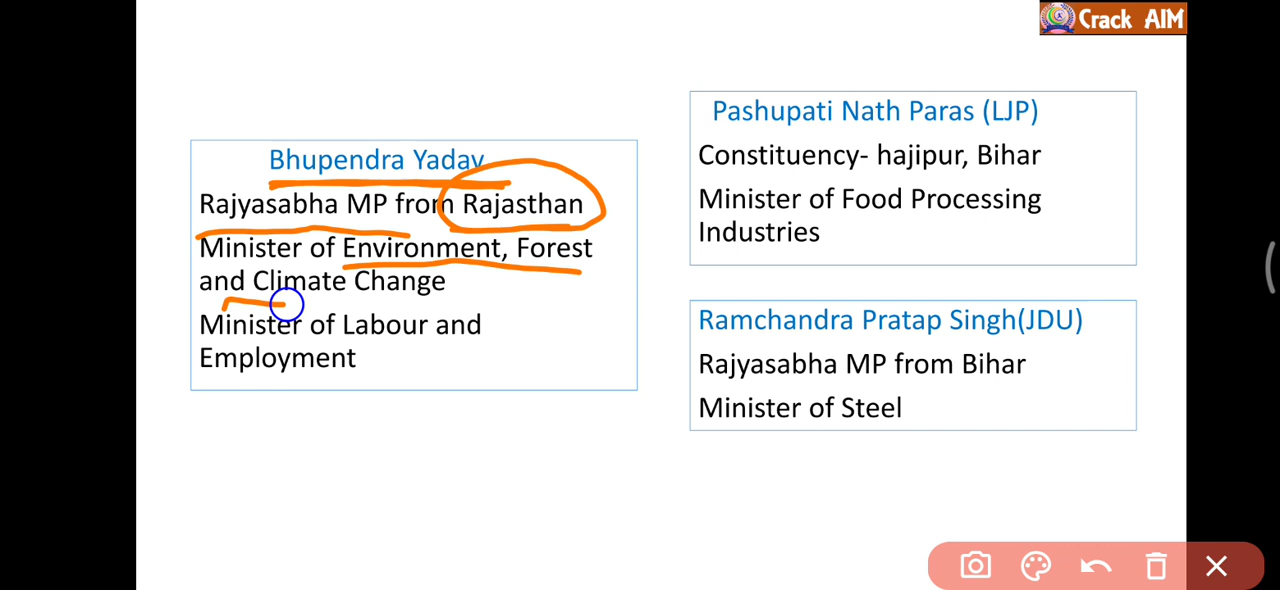 Crack AIM
Bhupendra Yadav
Rajyasabha MP from Rajasthan
Minister of Environment, Forest
and Climate Change
Minister of Labour and
Employment
Pashupati Nath Paras (LJP)
Constituency- hajipur, Bihar
Minister of Food Processing
Industries
Ramchandra Pratap Singh(JDU)
Rajyasabha MP from Bihar
Minister of Steel